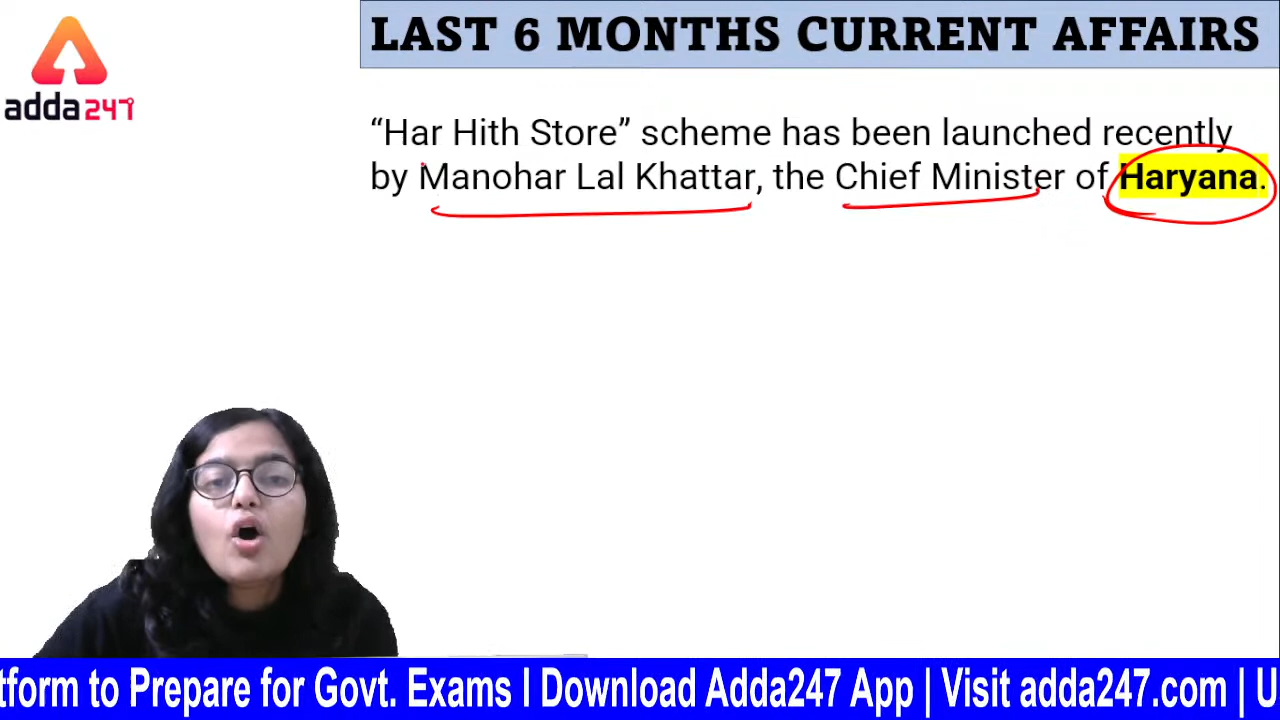 LAST 6 MONTHS CURRENT AFFAIRS
adda247
“Har Hith Store” scheme has been launched recently
by Manohar Lal Khattar, the Chief Minister of Haryana.
tform to Prepare for Govt. Exams | Download Adda247 App | Visit adda247.com | U